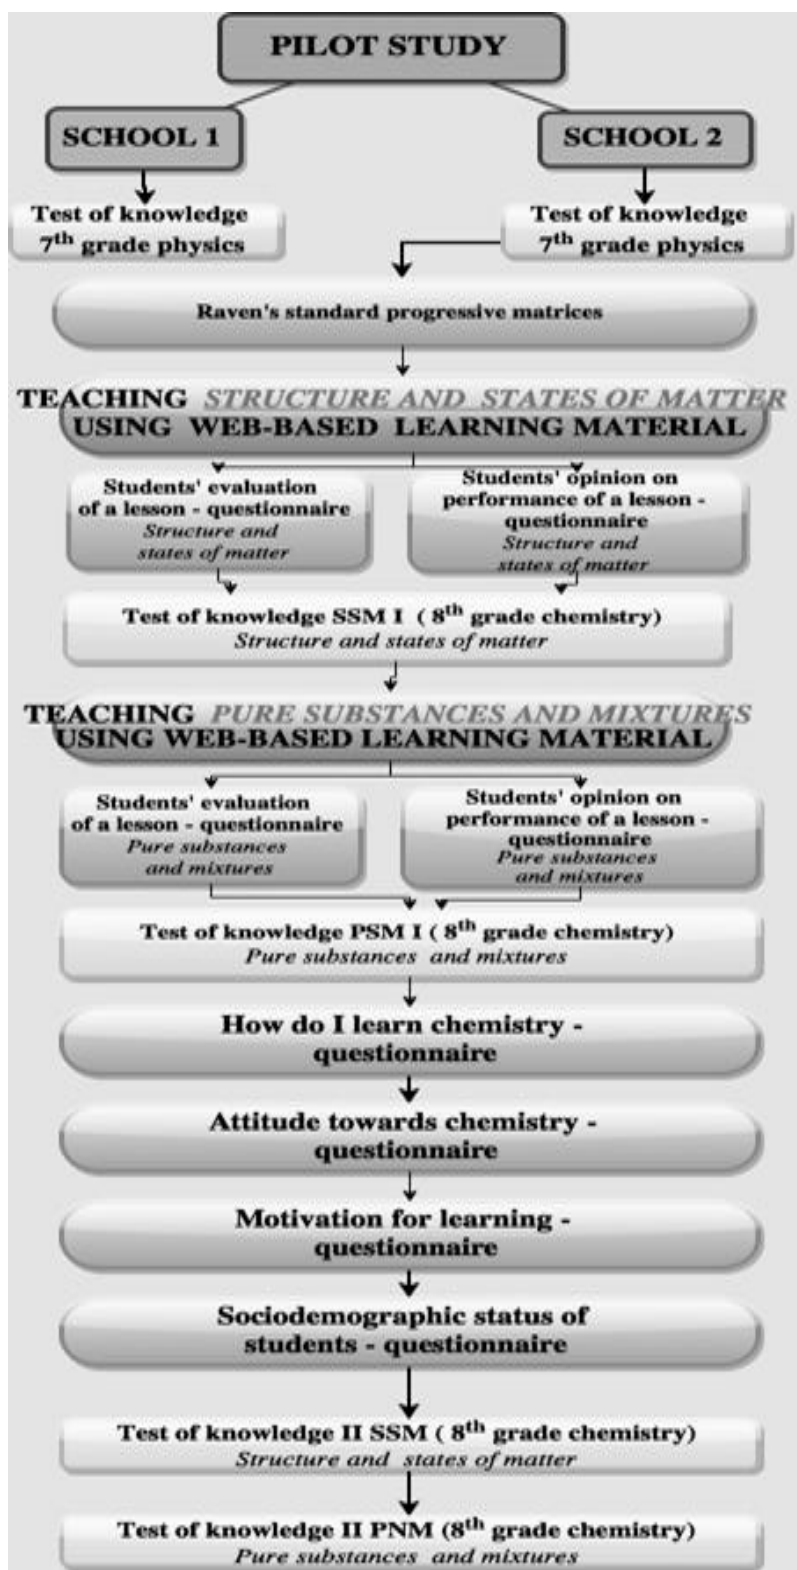 PILOT STUDY
SCHOOL 1
SCHOOL 2
Test of knowledge
7th grade physics
Test of knowledge
7th grade physics
Raven's standard progressive matrices
TEACHING STRUCTURE AND STATES OF MATTER
USING WEB-BASED LEARNING MATERIAL
Students' evaluation
of a lesson - questionnaire
Structure and
states of matter
Students' opinion on
performance of a lesson -
questionnaire
Structure and
states of matter
Test of knowledge SSM I ( 8th grade chemistry)
Structure and states of matter
TEACHING PURE SUBSTANCES AND MIXTURES
USING WEB-BASED LEARNING MATERIAL
Students' evaluation
of a lesson - questionnaire
Pure substances
and mixtures
Students' opinion on
performance of a lesson -
questionnaire
Pure substances
and mixtures
Test of knowledge PSM I ( 8th grade chemistry)
Pure substances and mixtures
How do I learn chemistry -
questionnaire
Attitude towards chemistry -
questionnaire
Motivation for learning -
questionnaire
Sociodemographic status of
students - questionnaire
Test of knowledge II SSM ( 8th grade chemistry)
Structure and states of matter
Test of knowledge II PNM (8th grade chemistry)
Pure substances and mixtures